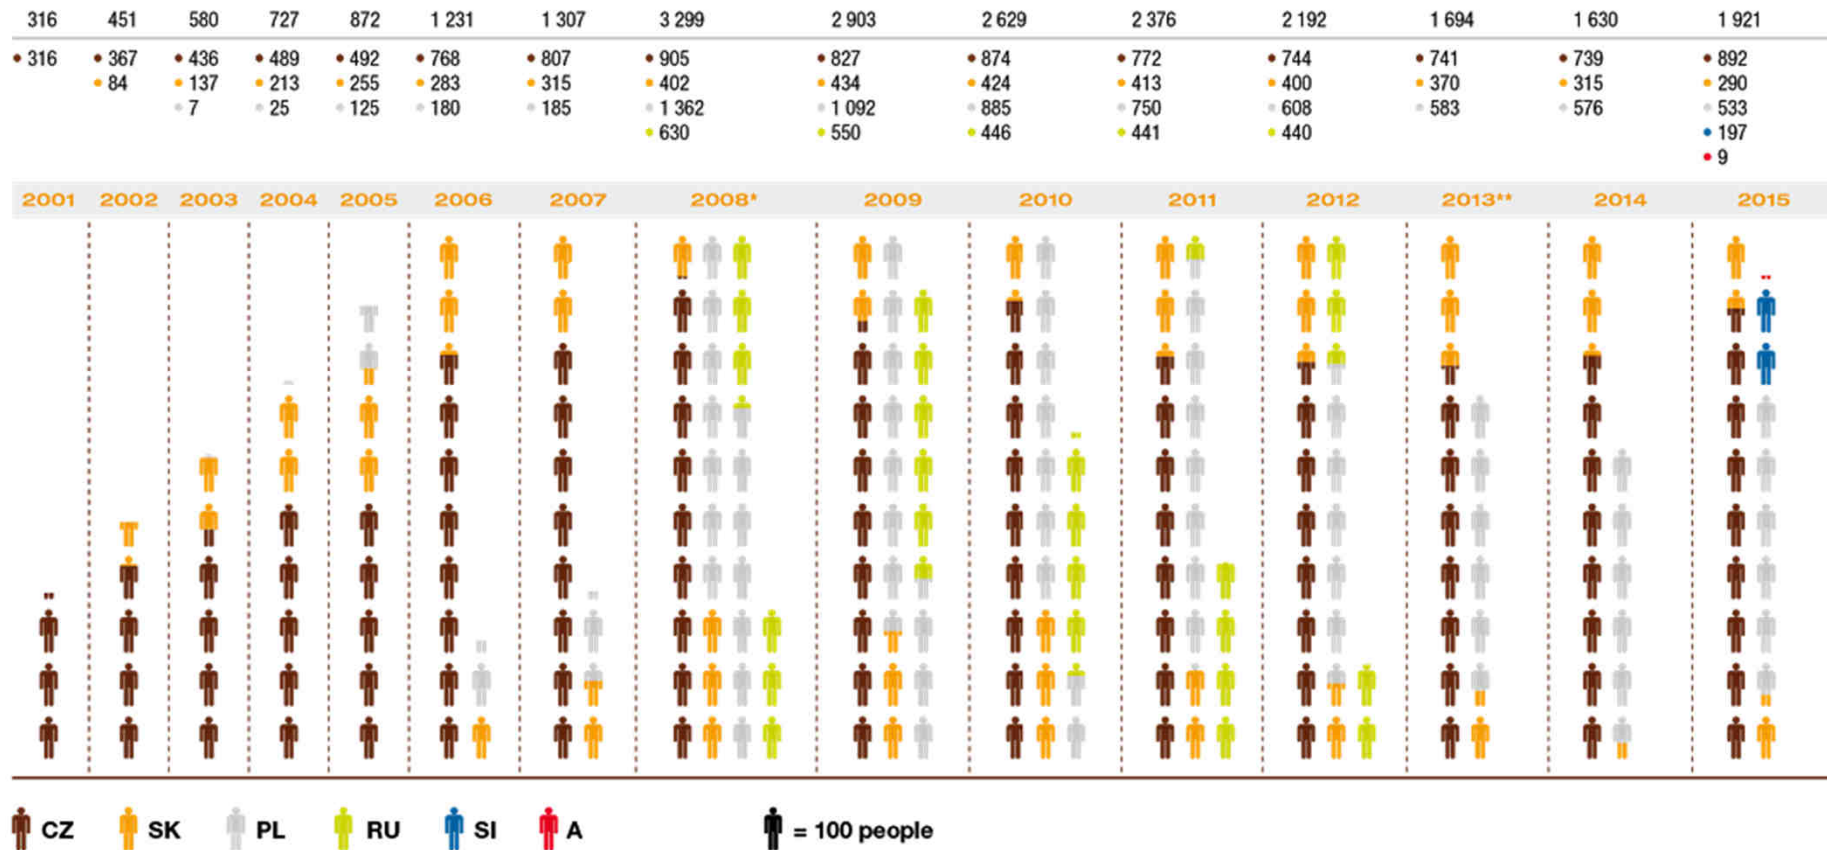 316 451 580 727 872 1 231 1 307 3 299 2 903 2 629 2 376 2 192 1 694 1 630 1 921
316 367 436 489 492 768 807 905 827 874 772 744 741 739 892
84 137 213 255 283 315 402 434 424 413 400 370 315 290
7 25 125 180 185 1 362 1 092 885 750 608 583 576 533
630 550 446 441 440 197
9
2001 2002 2003 2004 2005 2006 2007 2008* 2009 2010 2011 2012 2013** 2014 2015
CZ SK PL RU SI A = 100 people